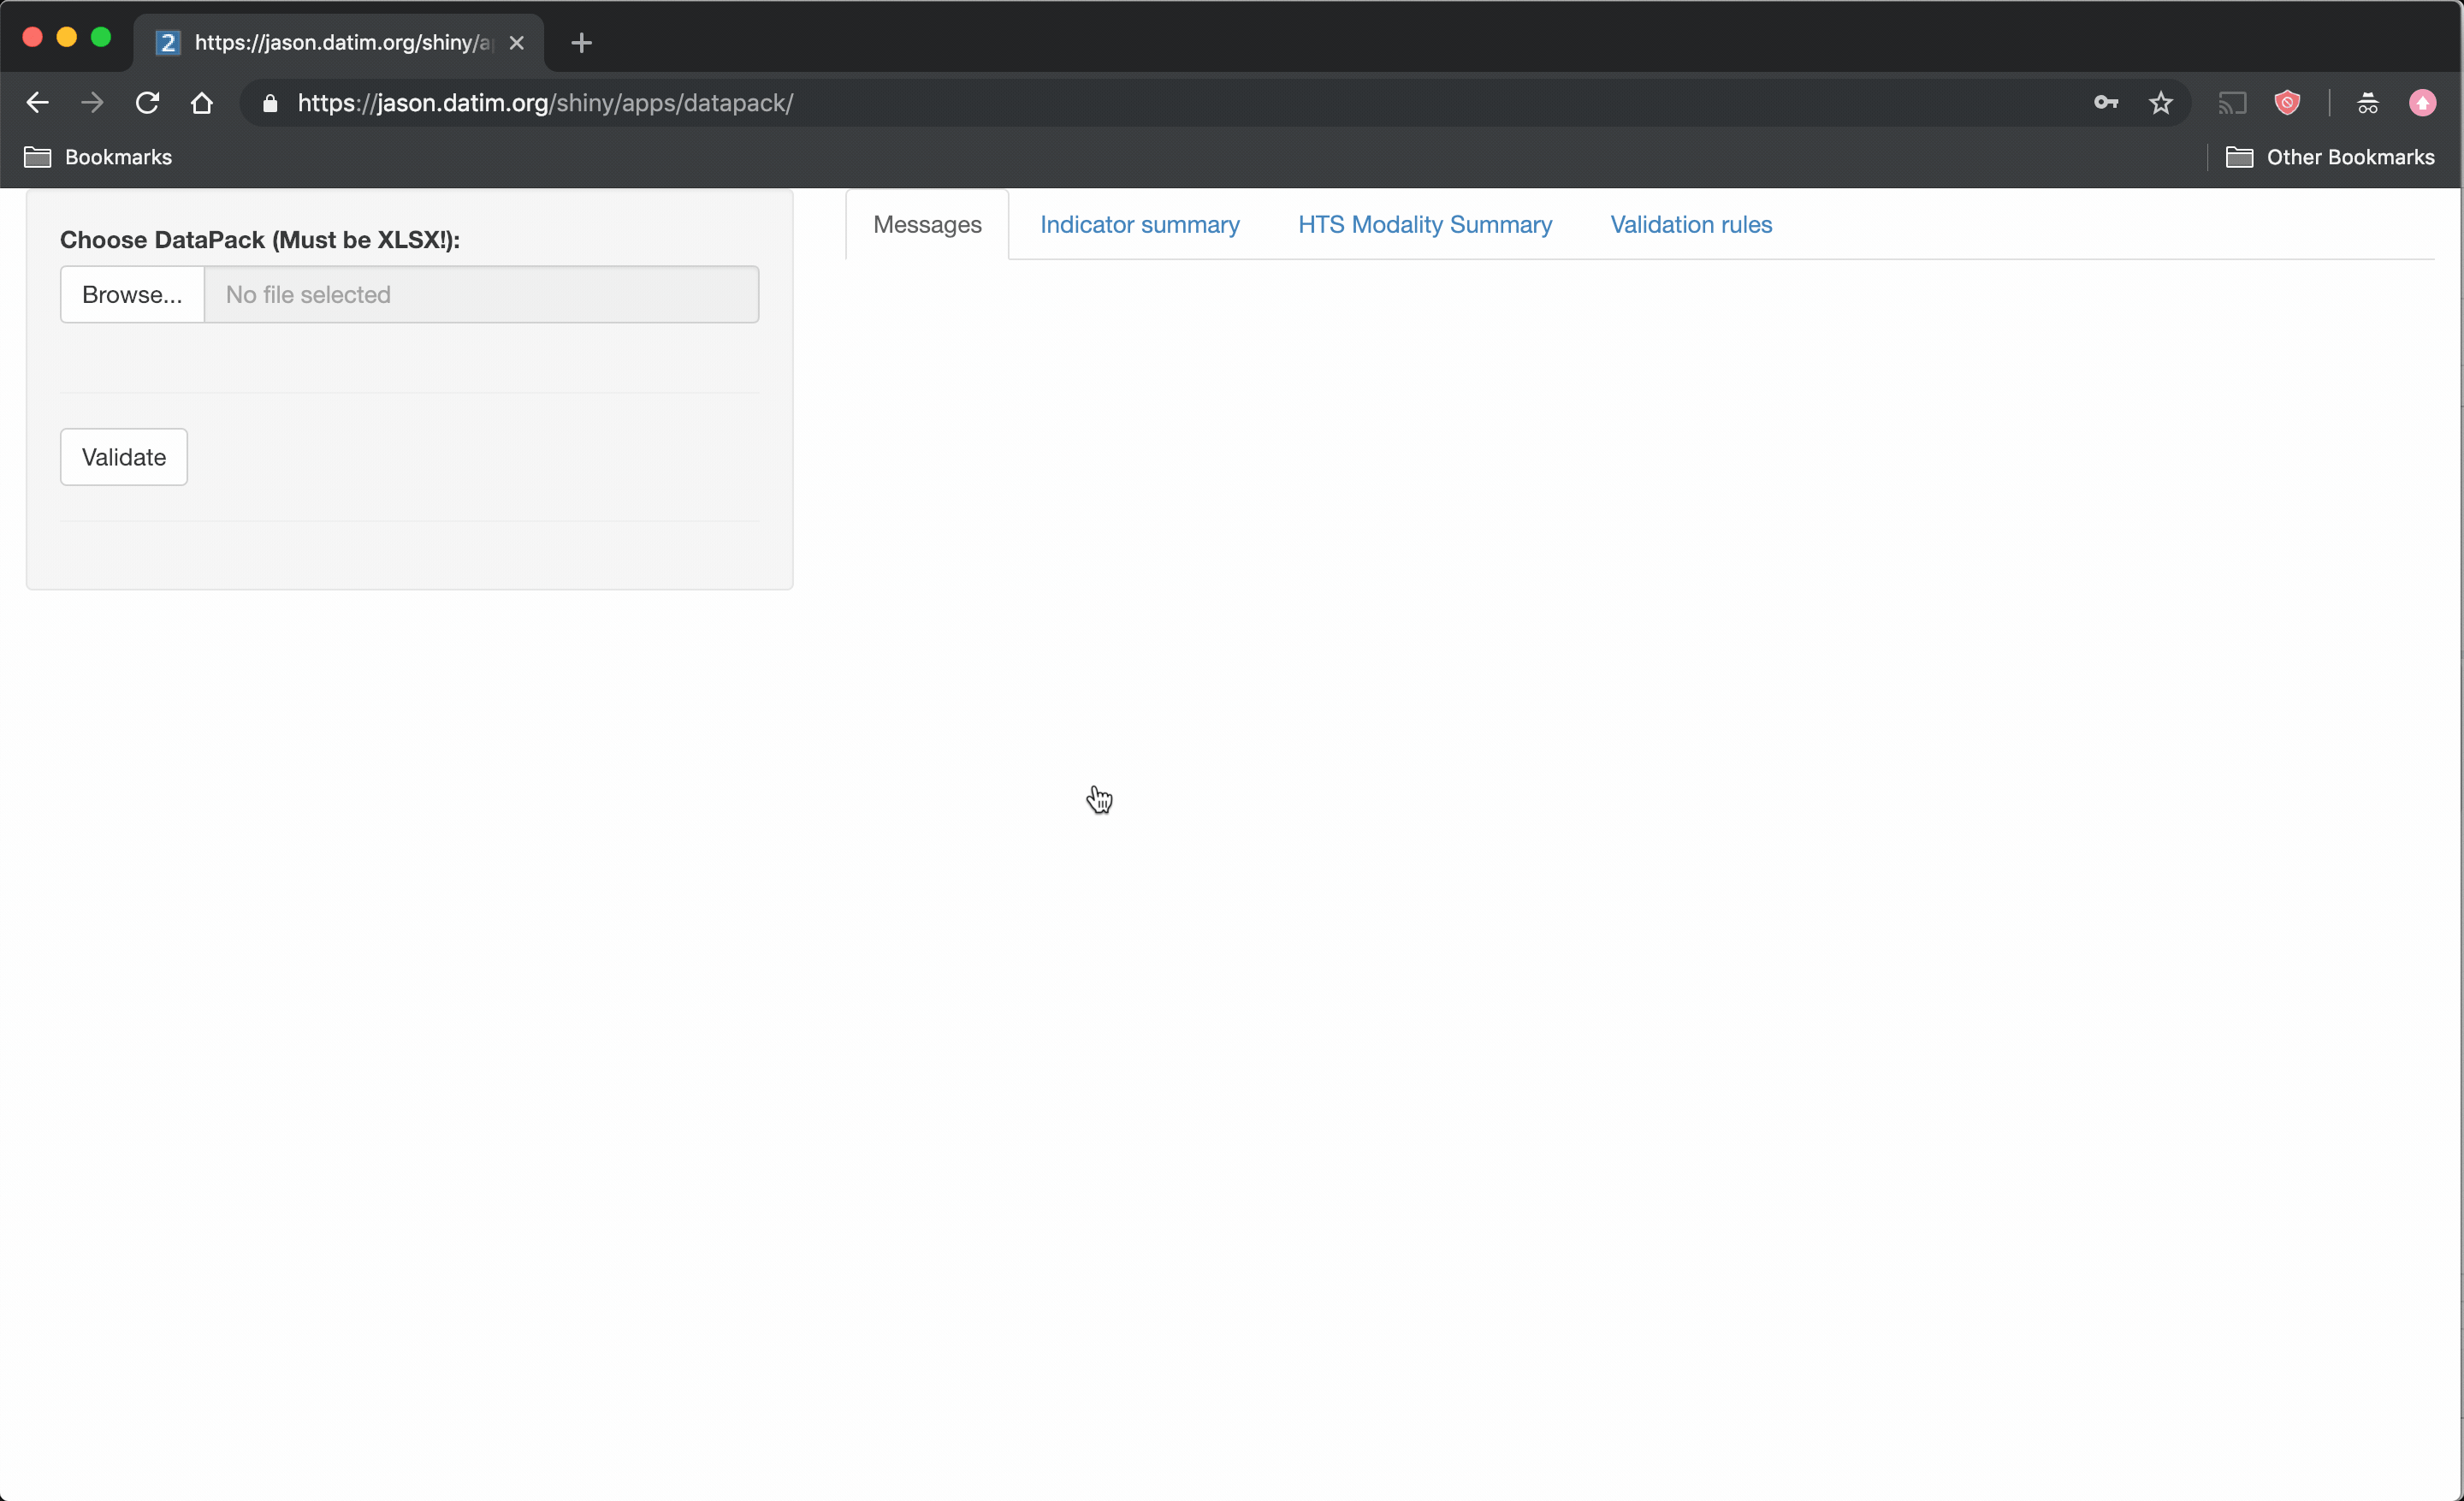 2 https://jason.datim.org/shiny/a
https://jason.datim.org/shiny/apps/datapack/
Bookmarks
Other Bookmarks
Choose DataPack (Must be XLSX!):
Browse... No file selected
Validate
Messages Indicator summary HTS Modality Summary Validation rules